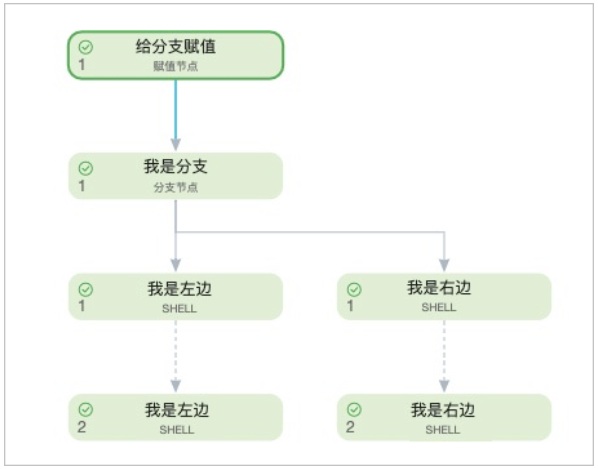 给分支赋值
1
赋值节点
我是分支
1
分支节点
我是左边
1
SHELL
我是右边
1
SHELL
我是左边
2
SHELL
我是右边
2
SHELL